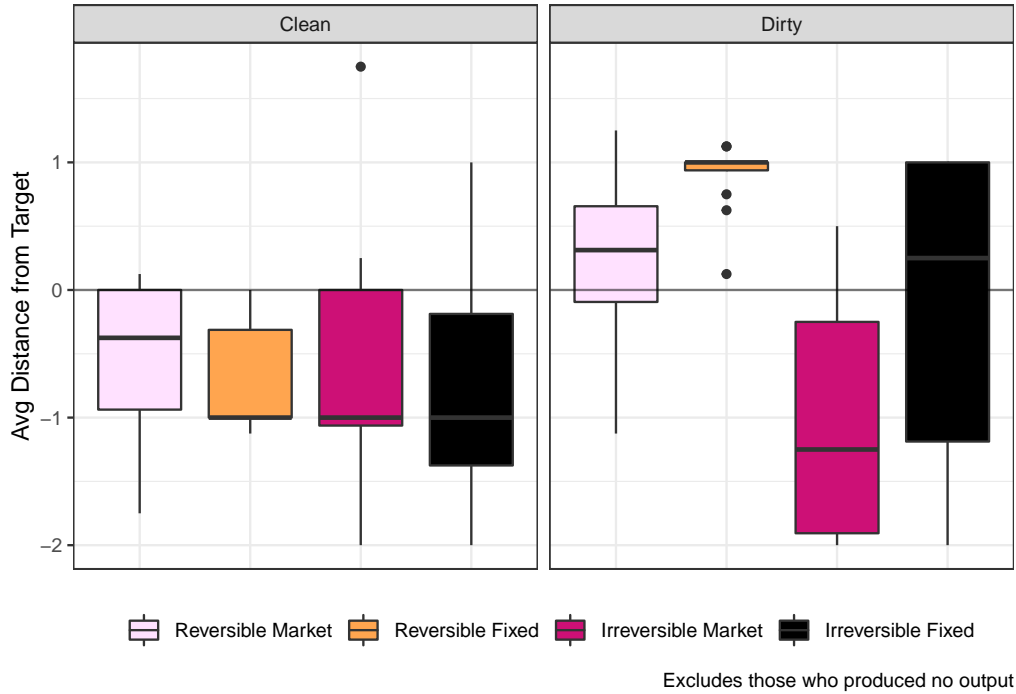 Clean
Dirty
Avg Distance from Target
1
0
−1
−2
Reversible Market
Reversible Fixed
Irreversible Market
Irreversible Fixed
Excludes those who produced no output